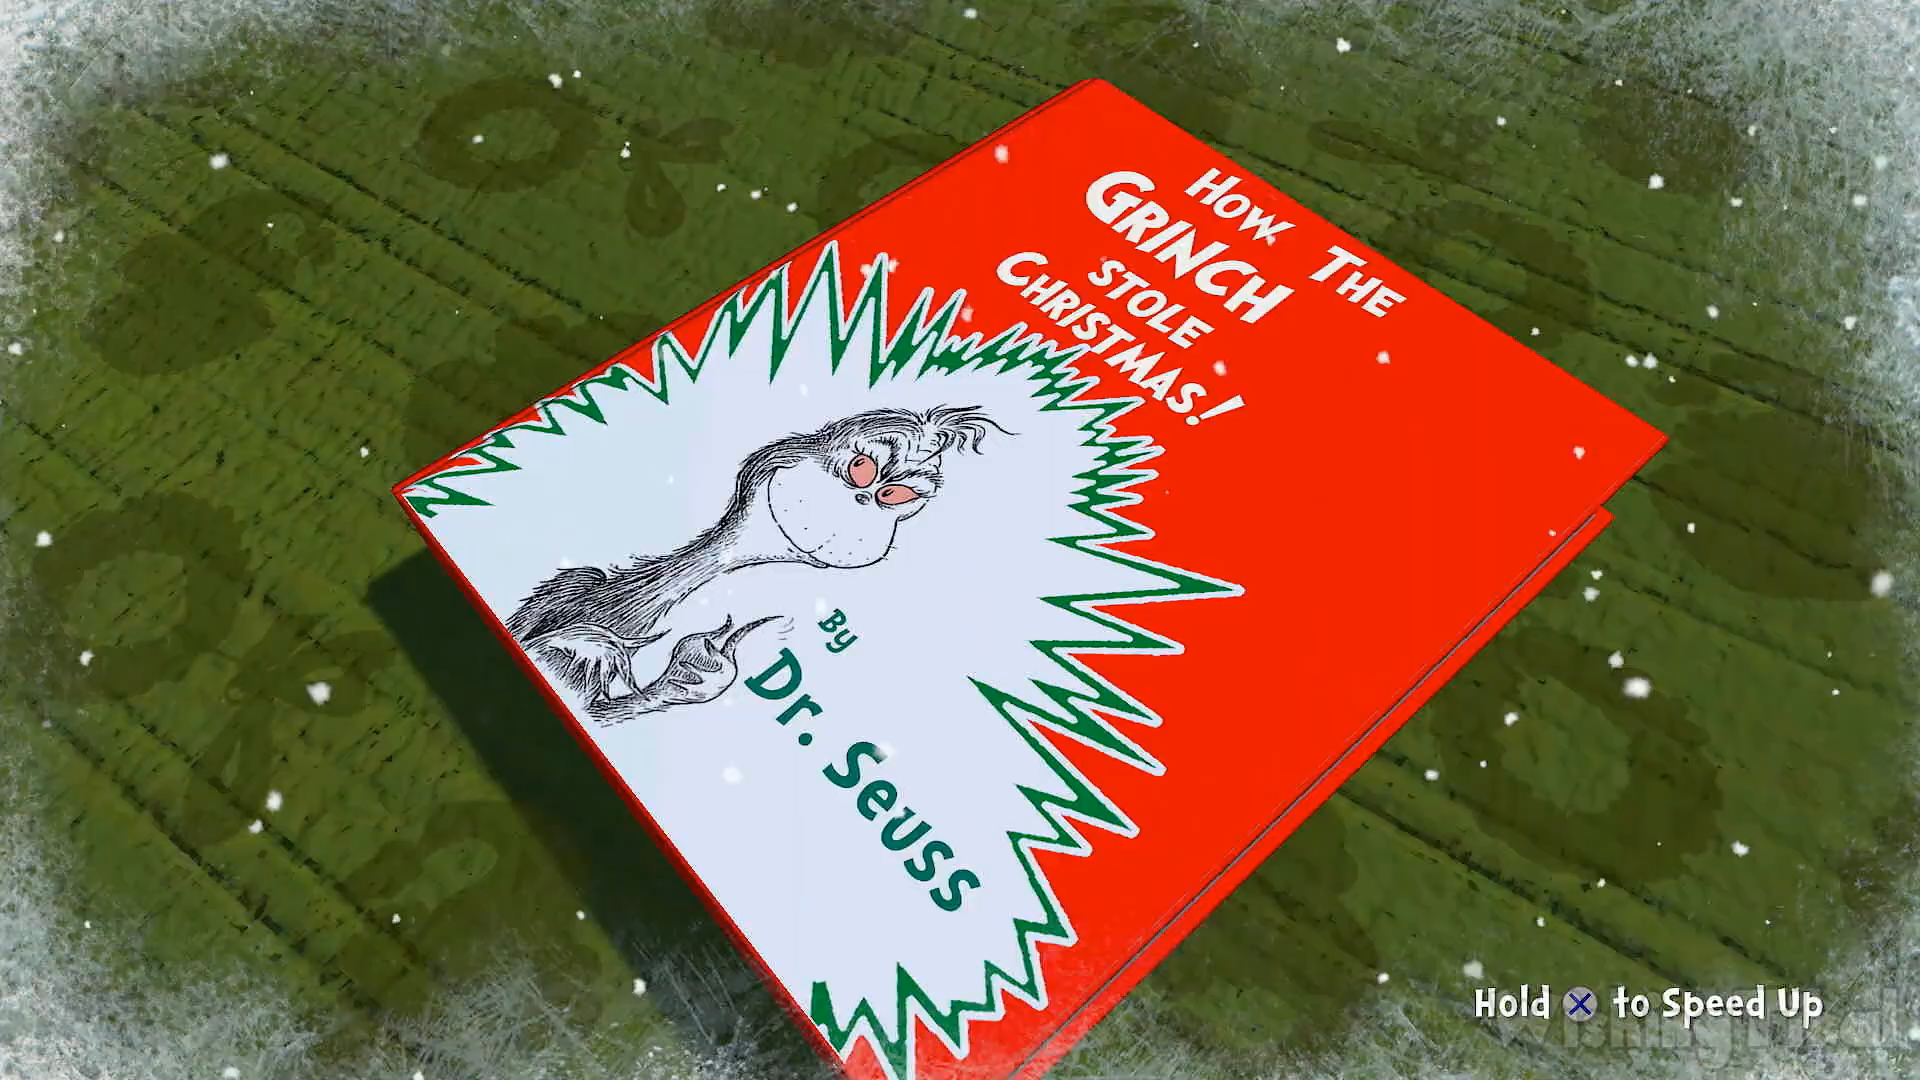 How The
GRINCH
STOLE
CHRISTMAS!
By
Dr. Seuss
Hold ⓧ to Speed Up